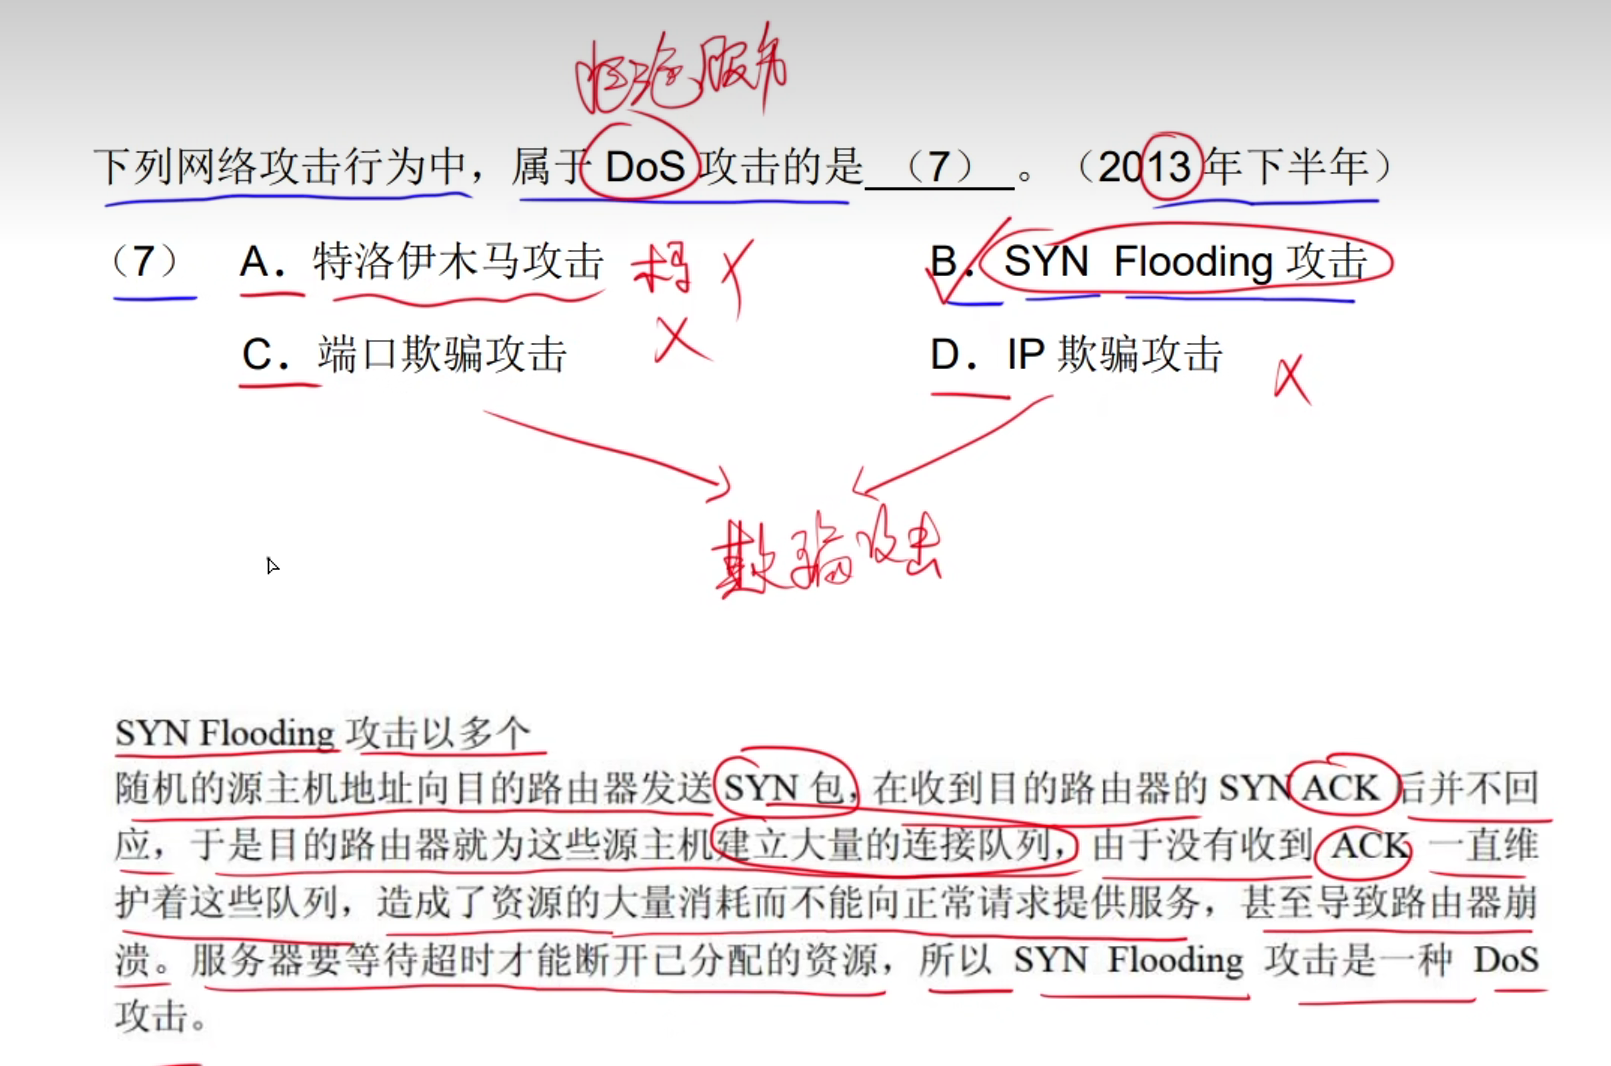 拒绝服务
下列网络攻击行为中，属于 DoS 攻击的是 （7） 。（2013 年下半年）
（7） A．特洛伊木马攻击 木马 B．SYN Flooding 攻击
C．端口欺骗攻击 D．IP 欺骗攻击
欺骗攻击
SYN Flooding 攻击以多个
随机的源主机地址向目的路由器发送 SYN 包，在收到目的路由器的 SYN ACK 后并不回
应，于是目的路由器就为这些源主机建立大量的连接队列，由于没有收到 ACK 一直维
护着这些队列，造成了资源的大量消耗而不能向正常请求提供服务，甚至导致路由器崩
溃。服务器要等待超时才能断开已分配的资源，所以 SYN Flooding 攻击是一种 DoS
攻击。